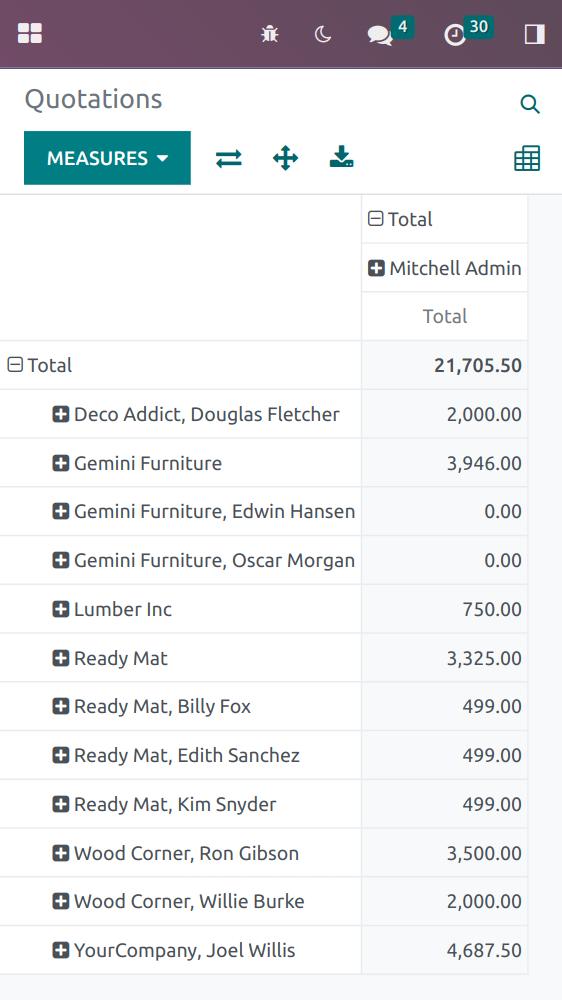 4 30
Quotations
MEASURES
Total
Mitchell Admin
Total
Total 21,705.50
Deco Addict, Douglas Fletcher 2,000.00
Gemini Furniture 3,946.00
Gemini Furniture, Edwin Hansen 0.00
Gemini Furniture, Oscar Morgan 0.00
Lumber Inc 750.00
Ready Mat 3,325.00
Ready Mat, Billy Fox 499.00
Ready Mat, Edith Sanchez 499.00
Ready Mat, Kim Snyder 499.00
Wood Corner, Ron Gibson 3,500.00
Wood Corner, Willie Burke 2,000.00
YourCompany, Joel Willis 4,687.50